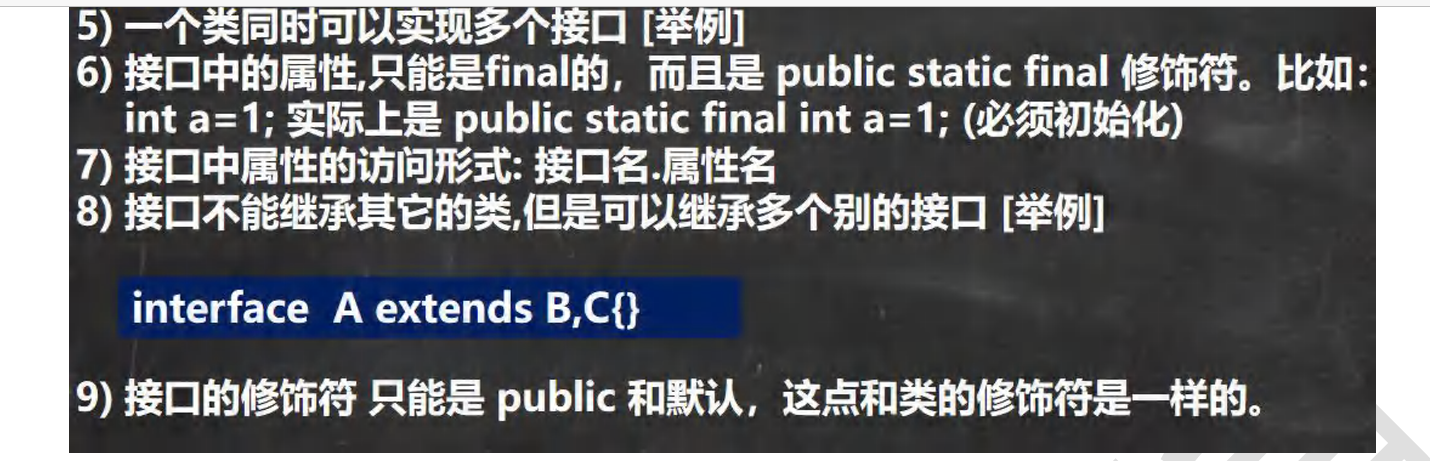 5) 一个类同时可以实现多个接口 [举例]
6) 接口中的属性,只能是final的，而且是 public static final 修饰符。比如：
int a=1; 实际上是 public static final int a=1; (必须初始化)
7) 接口中属性的访问形式: 接口名.属性名
8) 接口不能继承其它的类,但是可以继承多个别的接口 [举例]
interface  A extends B,C{}
9) 接口的修饰符 只能是 public 和默认，这点和类的修饰符是一样的。